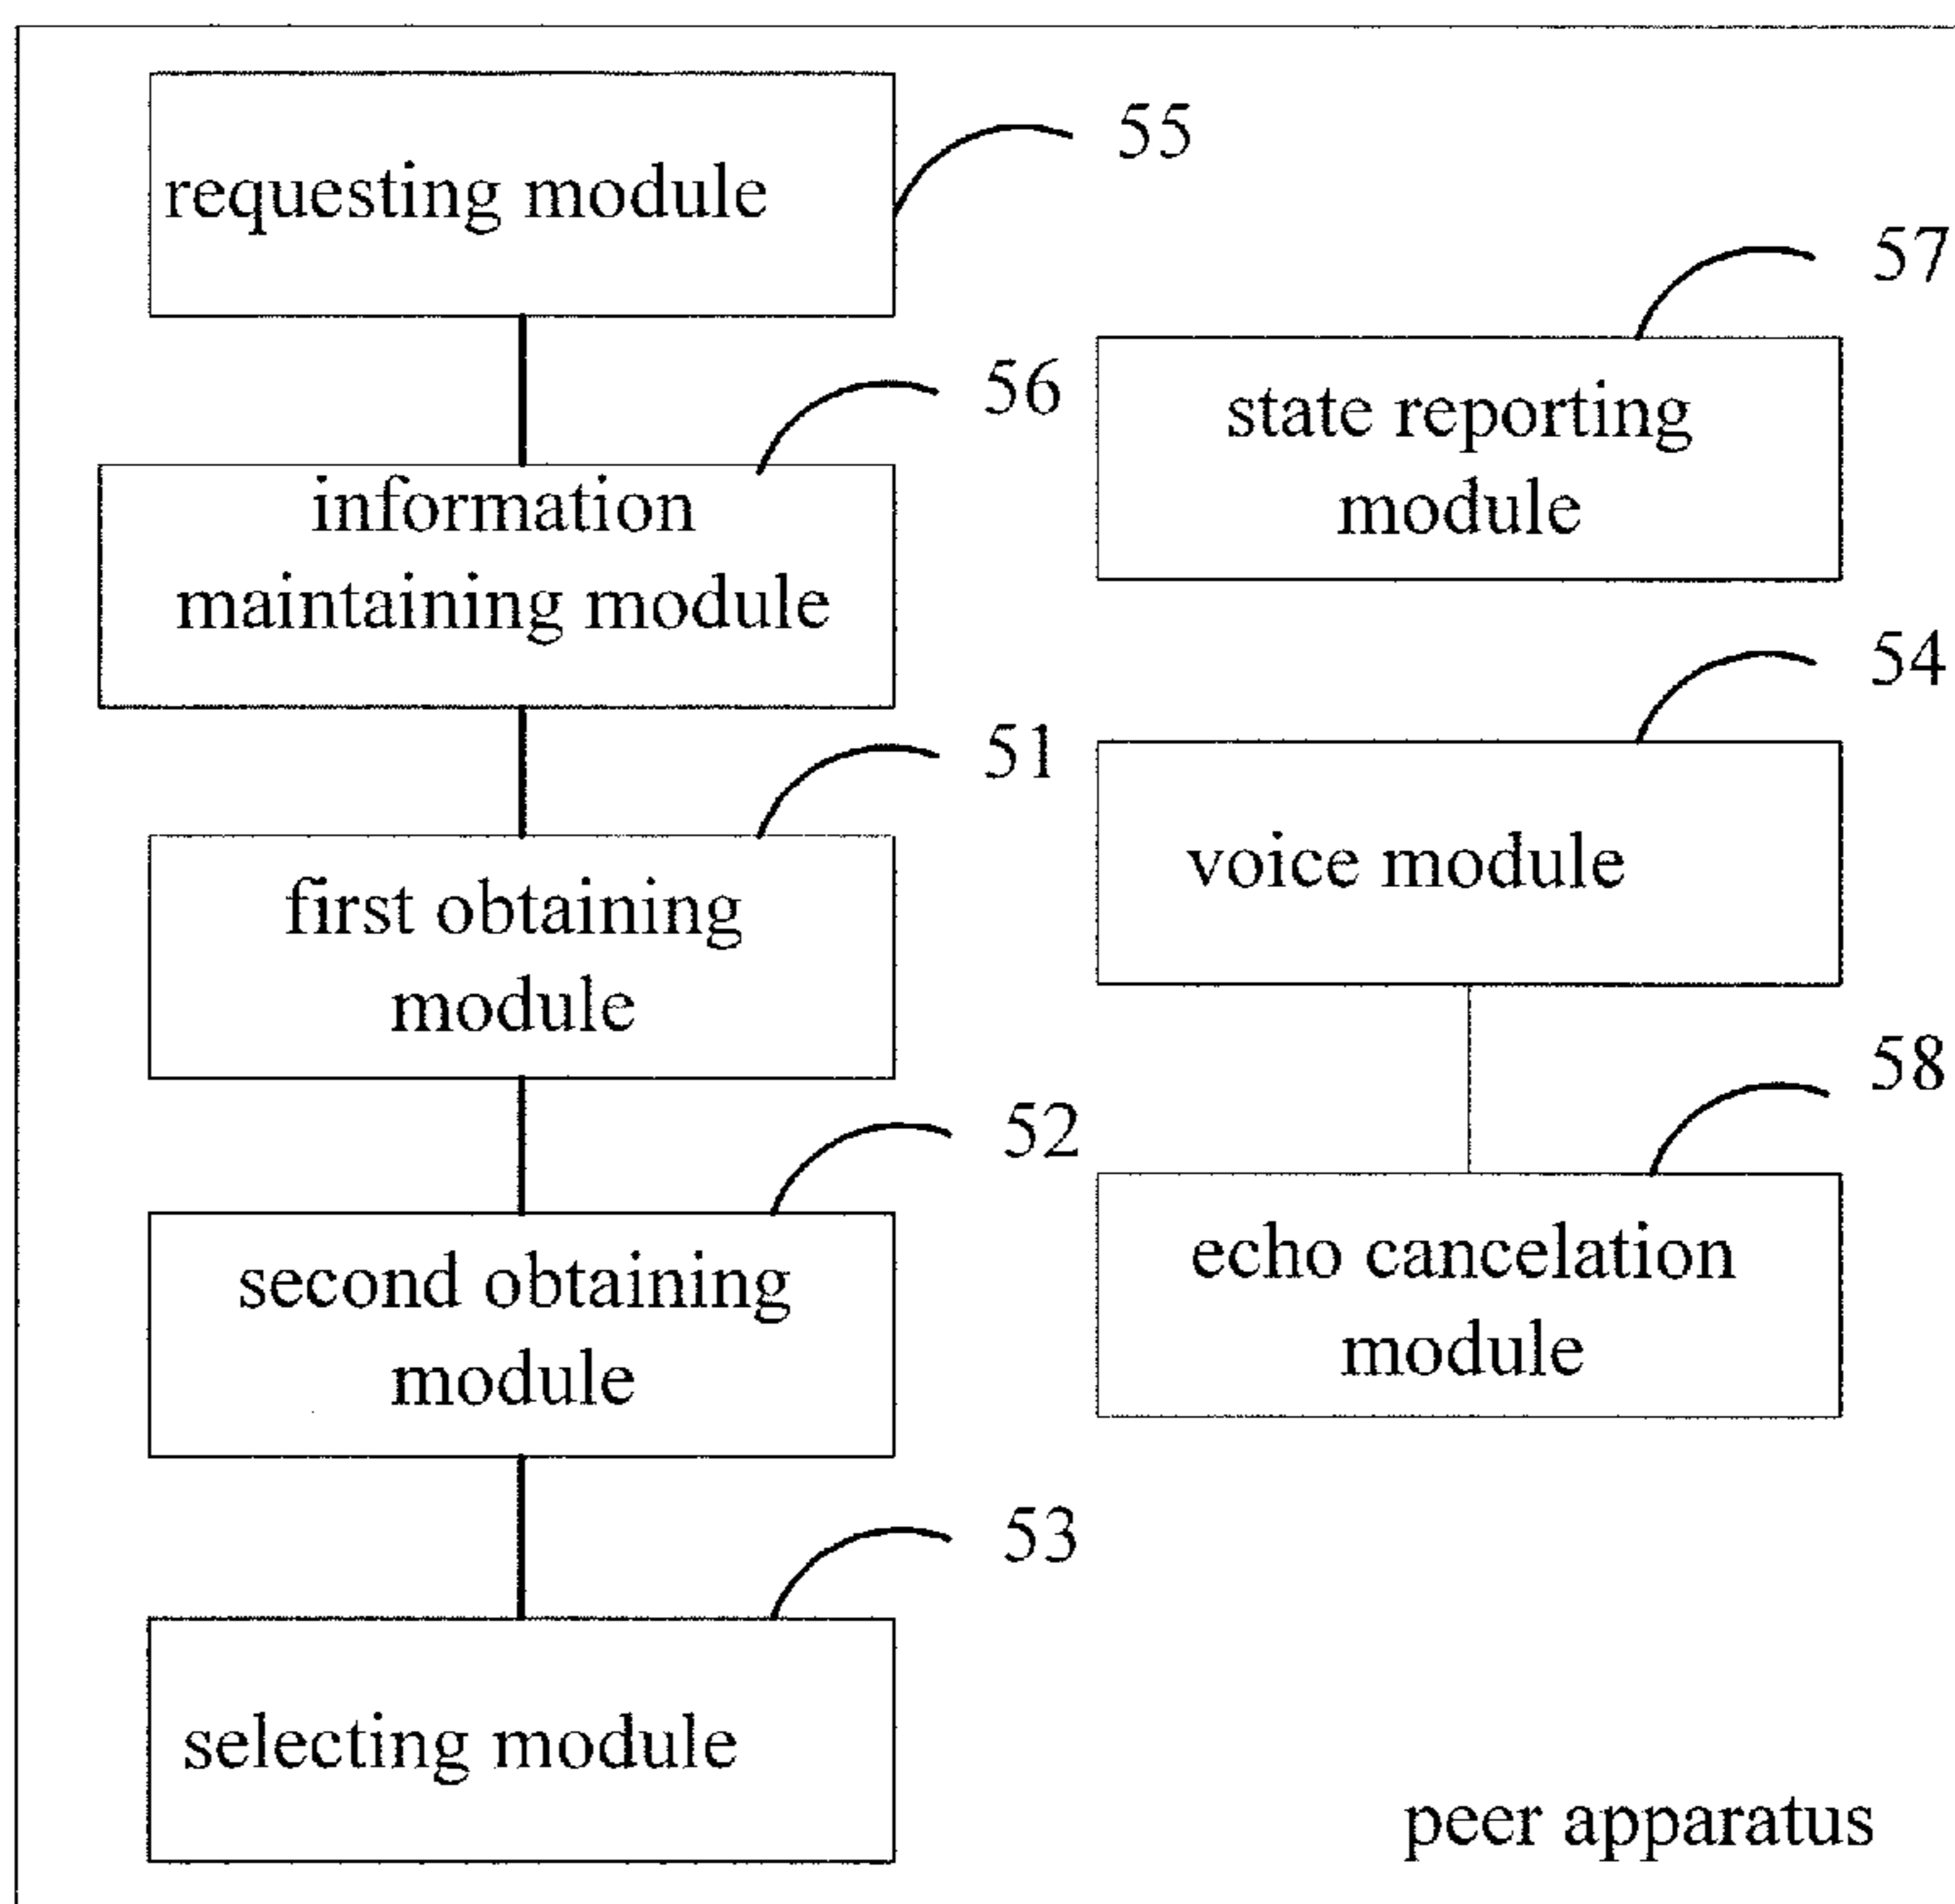 requesting module
55
information
maintaining module
56
first obtaining
module
51
second obtaining
module
52
selecting module
53
state reporting
module
57
voice module
54
echo cancelation
module
58
peer apparatus